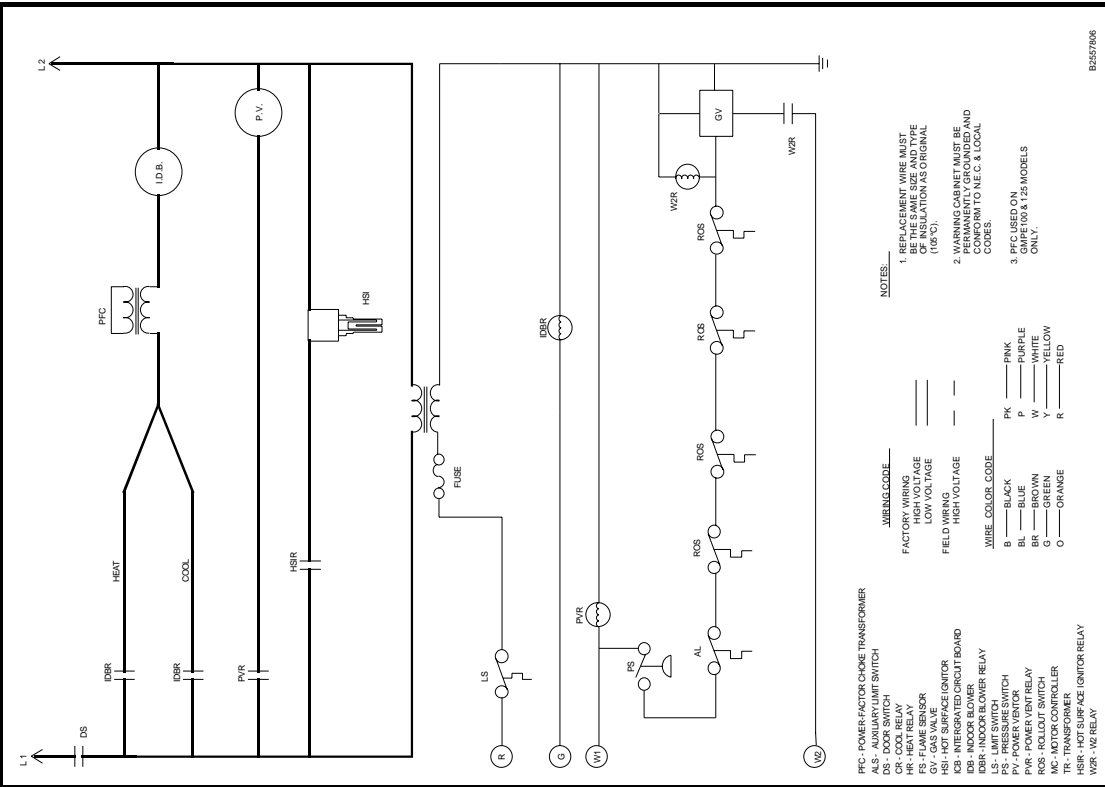 L 1
L 2
DS
IDBR
HEAT
PFC
I.D.B.
IDBR
COOL
PVR
P.V.
HSIR
HSI
FUSE
LS
R
IDBR
G
PVR
W1
PS
AL
ROS
ROS
ROS
ROS
W2R
GV
W2R
W2
PFC - POWER-FACTOR CHOKE TRANSFORMER
ALS - AUXILIARY LIMIT SWITCH
DS - DOOR SWITCH
CR - COOL RELAY
HR - HEAT RELAY
FS - FLAME SENSOR
GV - GAS VALVE
HSI - HOT SURFACE IGNITOR
ICB - INTERGRATED CIRCUIT BOARD
IDB - INDOOR BLOWER
IDBR - INDOOR BLOWER RELAY
LS - LIMIT SWITCH
PS - PRESSURE SWITCH
PV - POWER VENTOR
PVR - POWER VENT RELAY
ROS - ROLLOUT SWITCH
MC - MOTOR CONTROLLER
TR - TRANSFORMER
HSIR - HOT SURFACE IGNITOR RELAY
W2R - W2 RELAY
WIRING CODE
FACTORY WIRING
HIGH VOLTAGE
LOW VOLTAGE
FIELD WIRING
HIGH VOLTAGE
WIRE COLOR CODE
B BLACK
BL BLUE
BR BROWN
G GREEN
O ORANGE
PK PINK
P PURPLE
W WHITE
Y YELLOW
R RED
NOTES:
1. REPLACEMENT WIRE MUST
BE THE SAME SIZE AND TYPE
OF INSULATION AS ORIGINAL
(105°C).
2. WARNING CABINET MUST BE
PERMANENTLY GROUNDED AND
CONFORM TO N.E.C. & LOCAL
CODES.
3. PFC USED ON
GMPE100 & 125 MODELS
ONLY.
B2557806